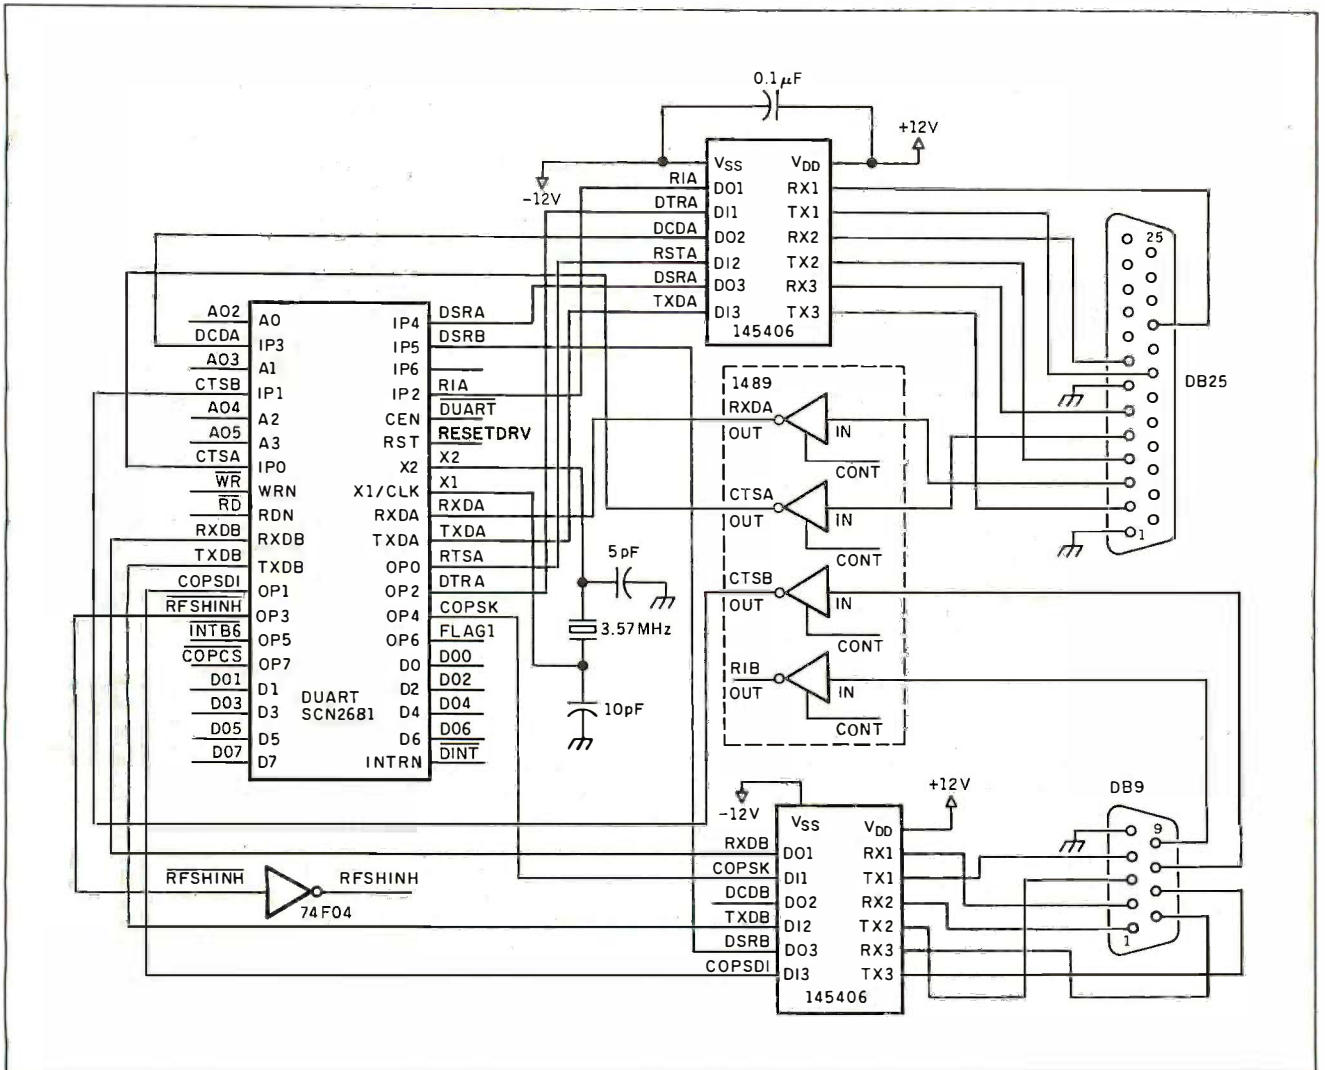 0.1 µF
+12V
-12V
VSS
VDD
RIA
DO1
RX1
DTRA
DI1
TX1
DCDA
DO2
RX2
RSTA
DI2
TX2
DSRA
DO3
RX3
TXDA
DI3
TX3
145406
25
DB25
1
A02
A0
DCDA
IP3
A03
A1
CTSB
IP1
A04
A2
A05
A3
CTSA
IP0
WR
WRN
RD
RDN
RXDB
RXDB
TXDB
TXDB
COPSDI
OP1
RFSHINH
OP3
INTB6
OP5
COPCS
OP7
D01
D1
D03
D3
D05
D5
D07
D7
DUART
SCN2681
IP4
DSRA
IP5
DSRB
IP6
IP2
RIA
CEN
DUART
RST
RESETDRV
X2
X2
X1/CLK
X1
RXDA
RXDA
TXDA
TXDA
OP0
RTSA
OP2
DTRA
OP4
COPSK
OP6
FLAG1
D0
D00
D2
D02
D4
D04
D6
D06
INTRN
DINT
5pF
3.57MHz
10pF
1489
RXDA
OUT
IN
CONT
CTSA
OUT
IN
CONT
CTSB
OUT
IN
CONT
RIB
OUT
IN
CONT
RFSHINH
RFSHINH
74F04
-12V
+12V
VSS
VDD
RXDB
DO1
RX1
COPSK
DI1
TX1
DCDB
DO2
RX2
TXDB
DI2
TX2
DSRB
DO3
RX3
COPSDI
DI3
TX3
145406
DB9
9
1